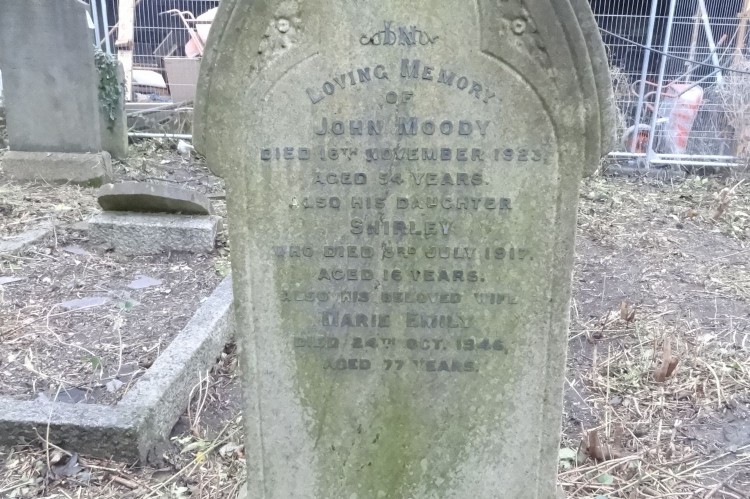 IN
LOVING MEMORY
OF
JOHN MOODY
DIED 16TH NOVEMBER 1923,
AGED 54 YEARS.
ALSO HIS DAUGHTER
SHIRLEY
WHO DIED 3RD JULY 1917,
AGED 16 YEARS.
ALSO HIS BELOVED WIFE
MARIE EMILY
DIED 24TH OCT. 1946,
AGED 77 YEARS.